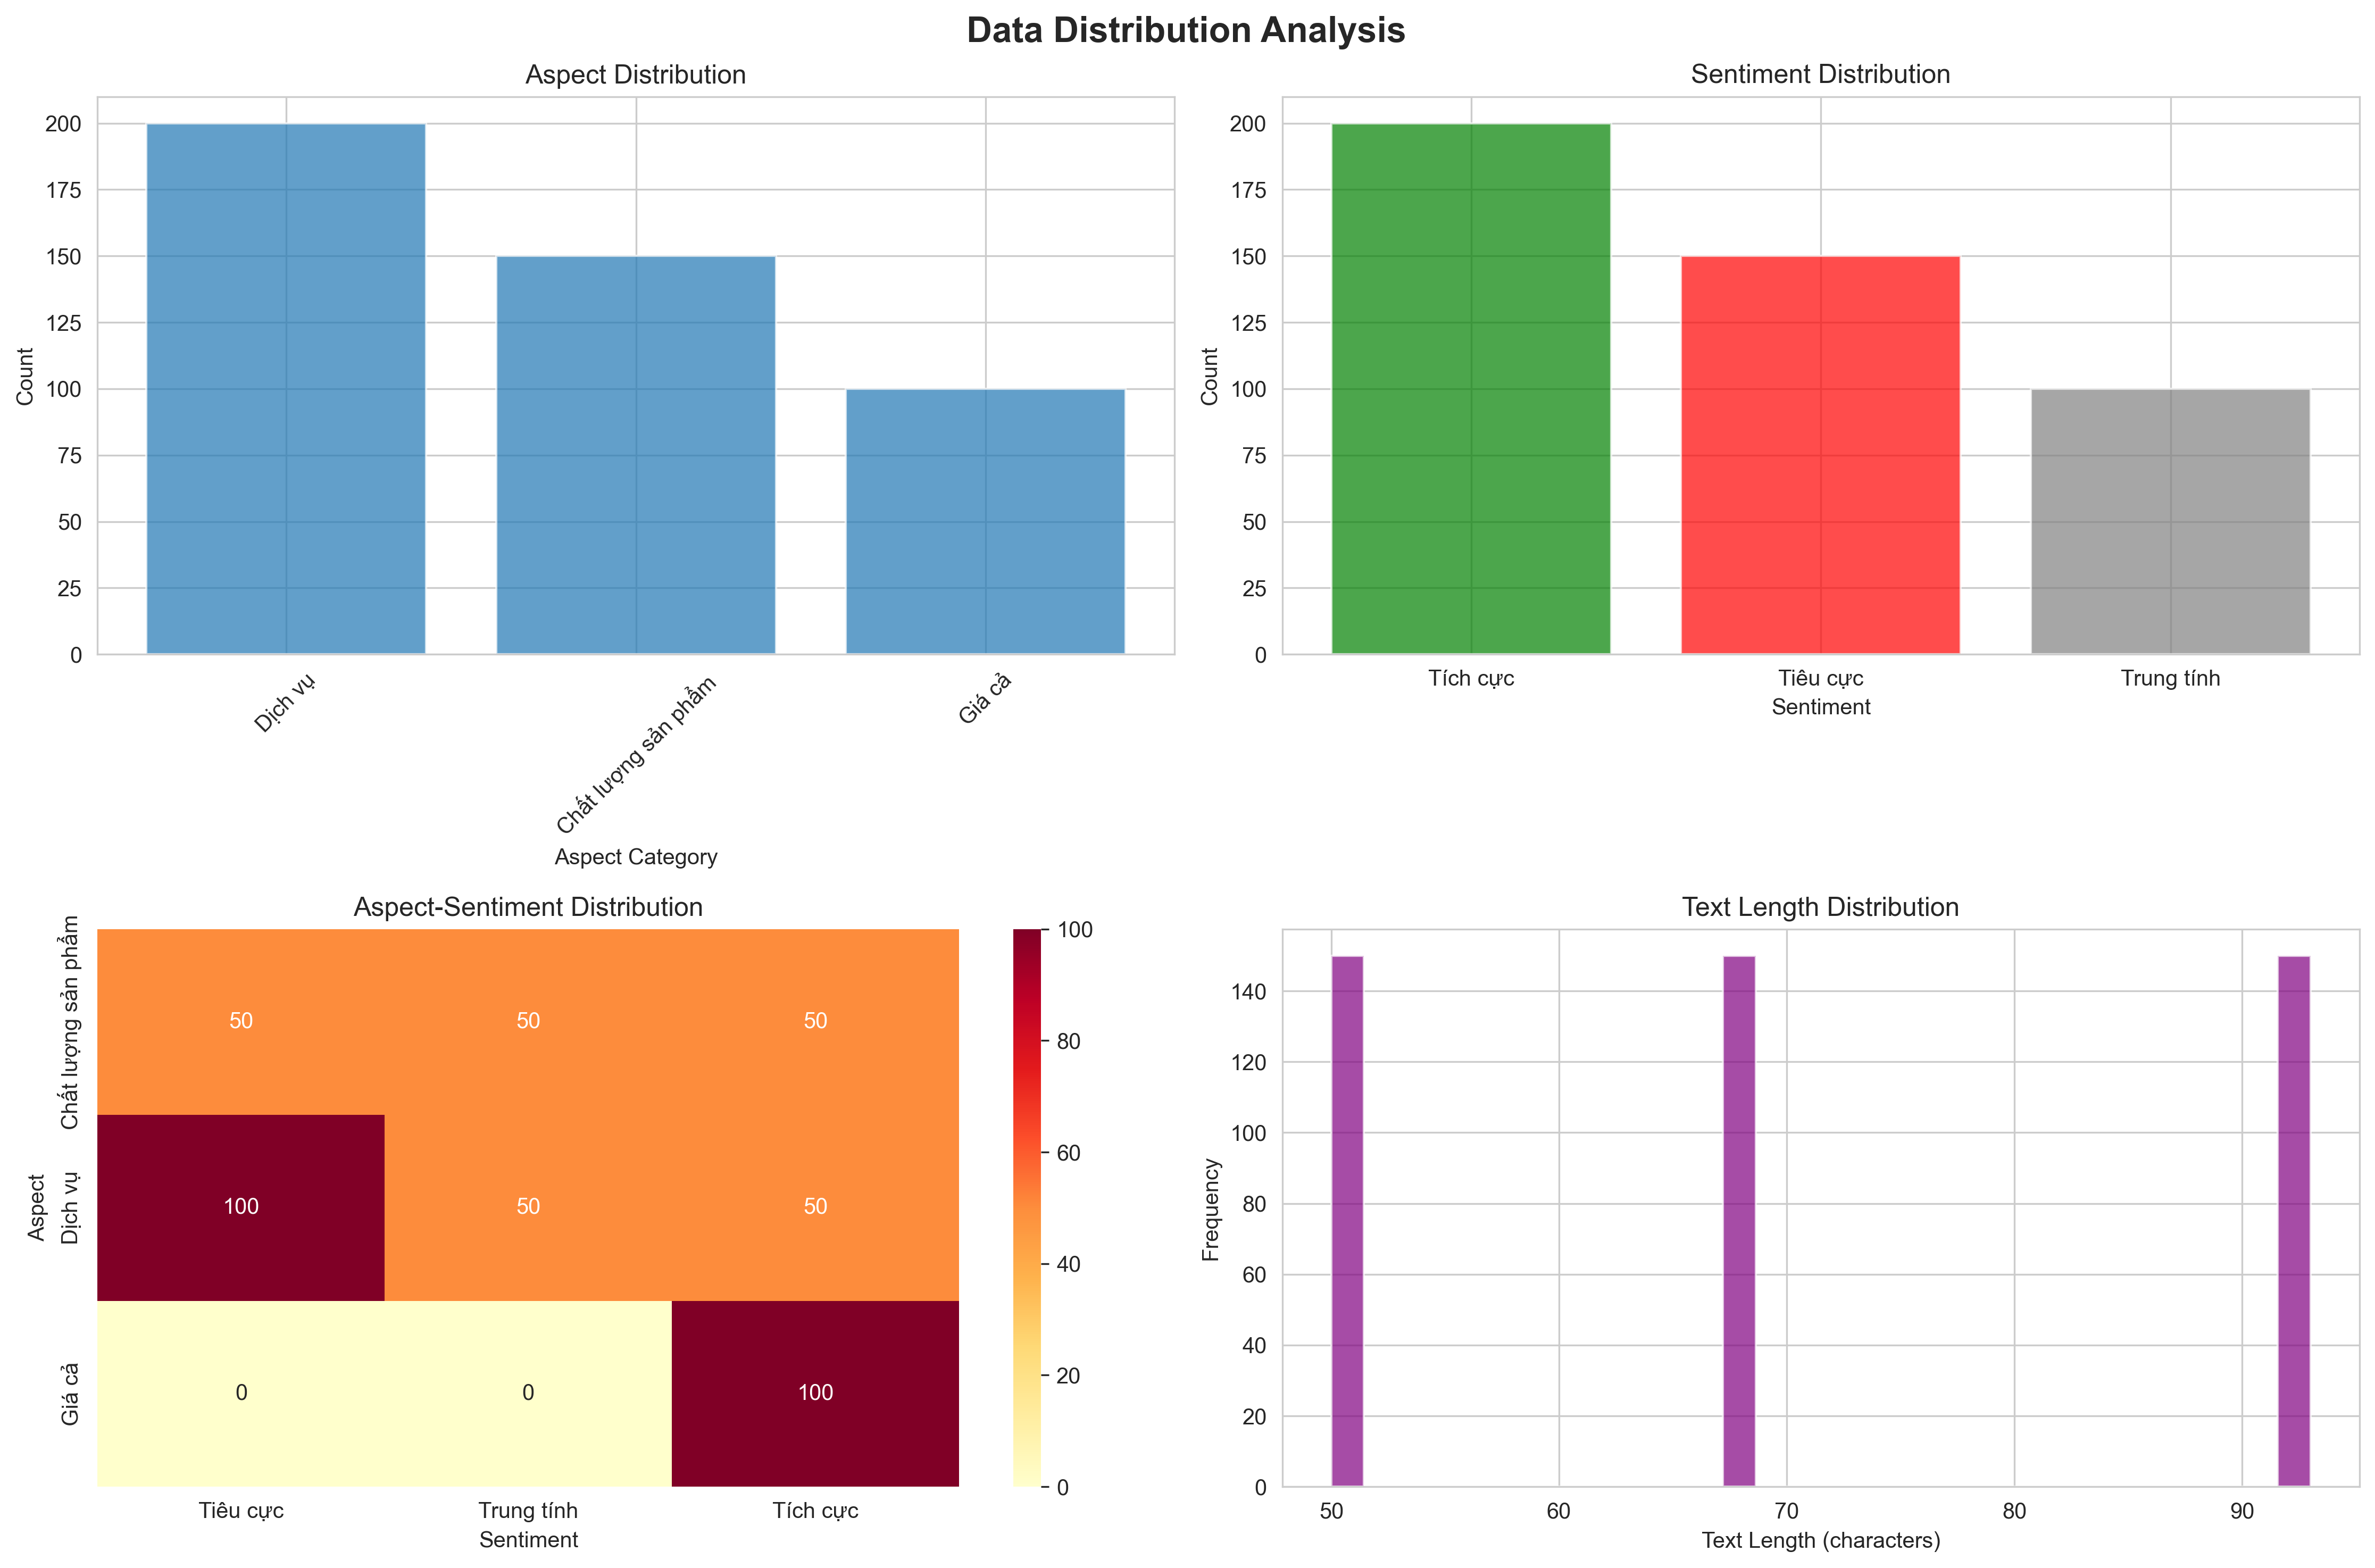 Data Distribution Analysis
Aspect Distribution
Count
200
175
150
125
100
75
50
25
0
Dịch vụ
Chất lượng sản phẩm
Giá cả
Aspect Category
Sentiment Distribution
Count
200
175
150
125
100
75
50
25
0
Tích cực
Tiêu cực
Trung tính
Sentiment
Aspect-Sentiment Distribution
Aspect
Chất lượng sản phẩm
Dịch vụ
Giá cả
50 50 50
100 50 50
0 0 100
Tiêu cực
Trung tính
Tích cực
Sentiment
100
80
60
40
20
0
Text Length Distribution
Frequency
140
120
100
80
60
40
20
0
50
60
70
80
90
Text Length (characters)